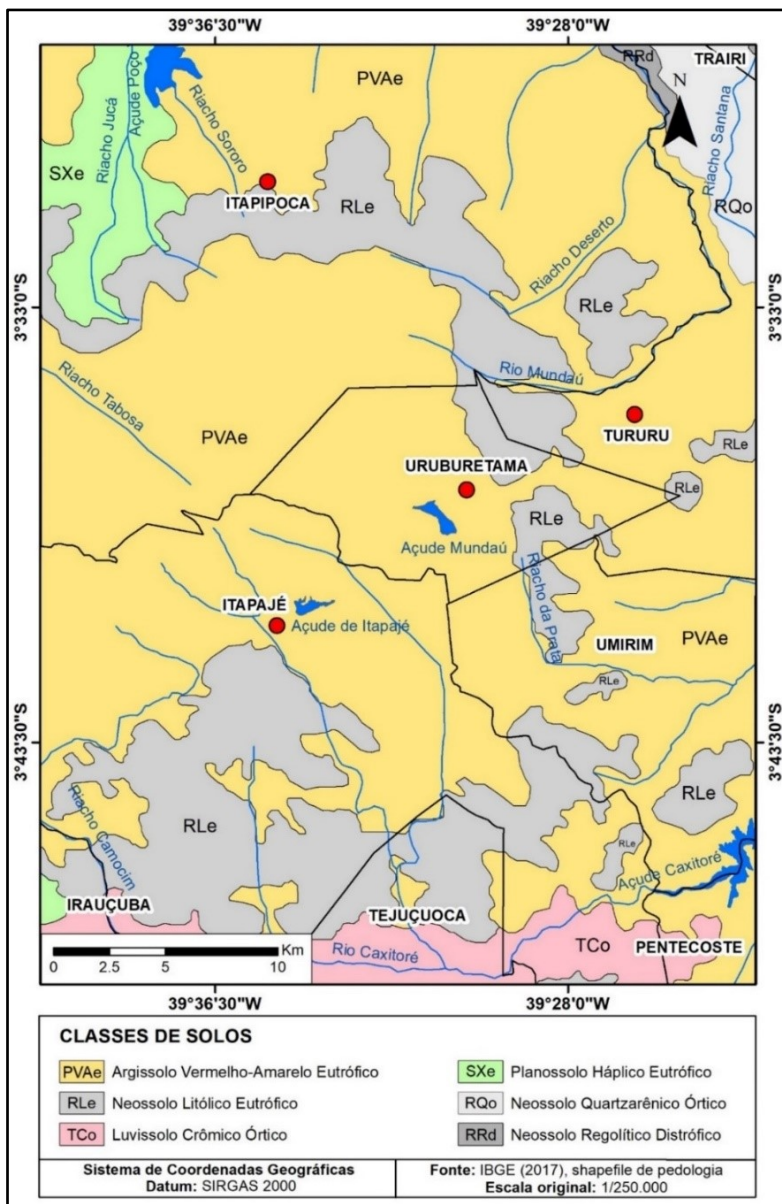 39°36'30"W
39°28'0"W
3°33'0"S
3°43'30"S
3°33'0"S
3°43'30"S
RRd
TRAIRI
N
PVAe
Riacho Jucá
Açude Poço
Riacho Sororo
Riacho Santana
SXe
ITAPIPOCA
RLe
RQo
Riacho Deserto
RLe
Rio Mundaú
Riacho Tabosa
PVAe
TURURU
RLe
URUBURETAMA
RLe
RLe
Açude Mundaú
Riacho da Prata
ITAPAJÉ
Açude de Itapajé
UMIRIM
PVAe
RLe
RLe
Riacho Camocim
RLe
RLe
Açude Caxitoré
IRAUÇUBA
TEJUÇUOCA
TCo
PENTECOSTE
Rio Caxitoré
Km
0 2.5 5 10
39°36'30"W
39°28'0"W
CLASSES DE SOLOS
PVAe Argissolo Vermelho-Amarelo Eutrófico
RLe Neossolo Litólico Eutrófico
TCo Luvissolo Crômico Órtico
SXe Planossolo Háplico Eutrófico
RQo Neossolo Quartzarênico Órtico
RRd Neossolo Regolítico Distrófico
Sistema de Coordenadas Geográficas
Datum: SIRGAS 2000
Fonte: IBGE (2017), shapefile de pedologia
Escala original: 1/250.000